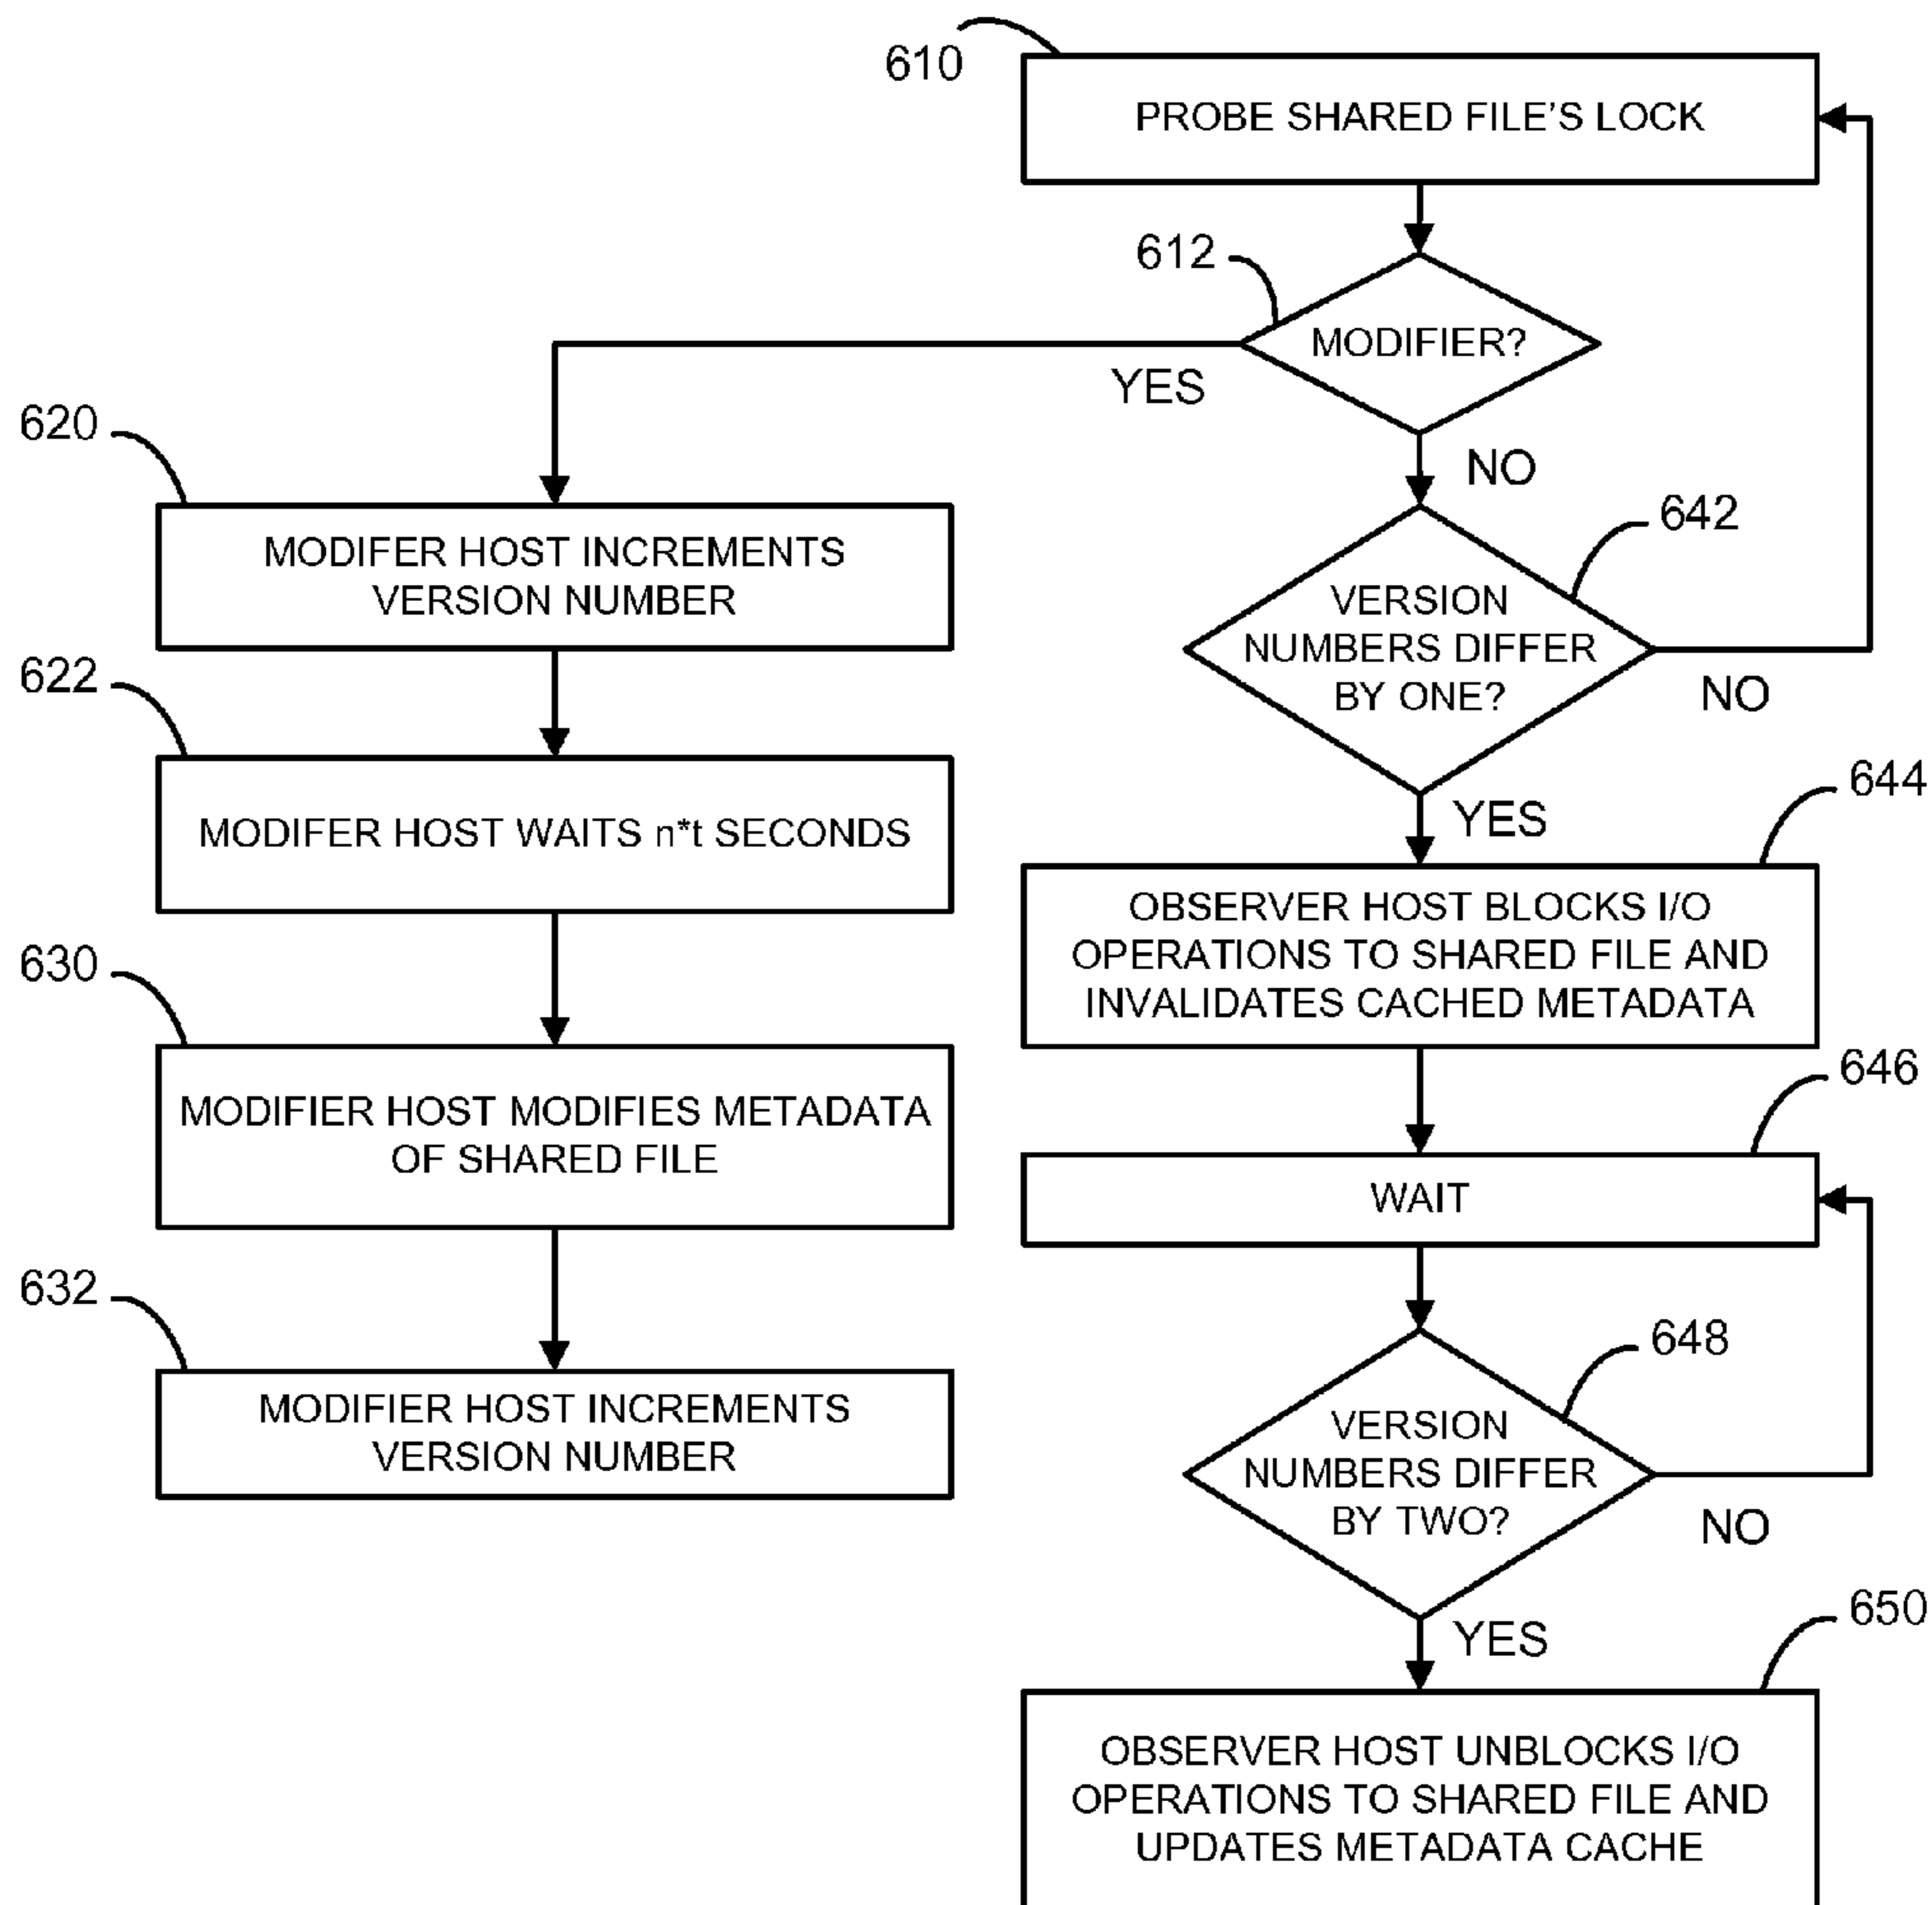 610
PROBE SHARED FILE'S LOCK
612
MODIFIER?
YES
NO
620
MODIFER HOST INCREMENTS
VERSION NUMBER
642
VERSION
NUMBERS DIFFER
BY ONE?
NO
YES
622
MODIFER HOST WAITS n*t SECONDS
644
OBSERVER HOST BLOCKS I/O
OPERATIONS TO SHARED FILE AND
INVALIDATES CACHED METADATA
630
MODIFIER HOST MODIFIES METADATA
OF SHARED FILE
646
WAIT
632
MODIFIER HOST INCREMENTS
VERSION NUMBER
648
VERSION
NUMBERS DIFFER
BY TWO?
NO
YES
650
OBSERVER HOST UNBLOCKS I/O
OPERATIONS TO SHARED FILE AND
UPDATES METADATA CACHE